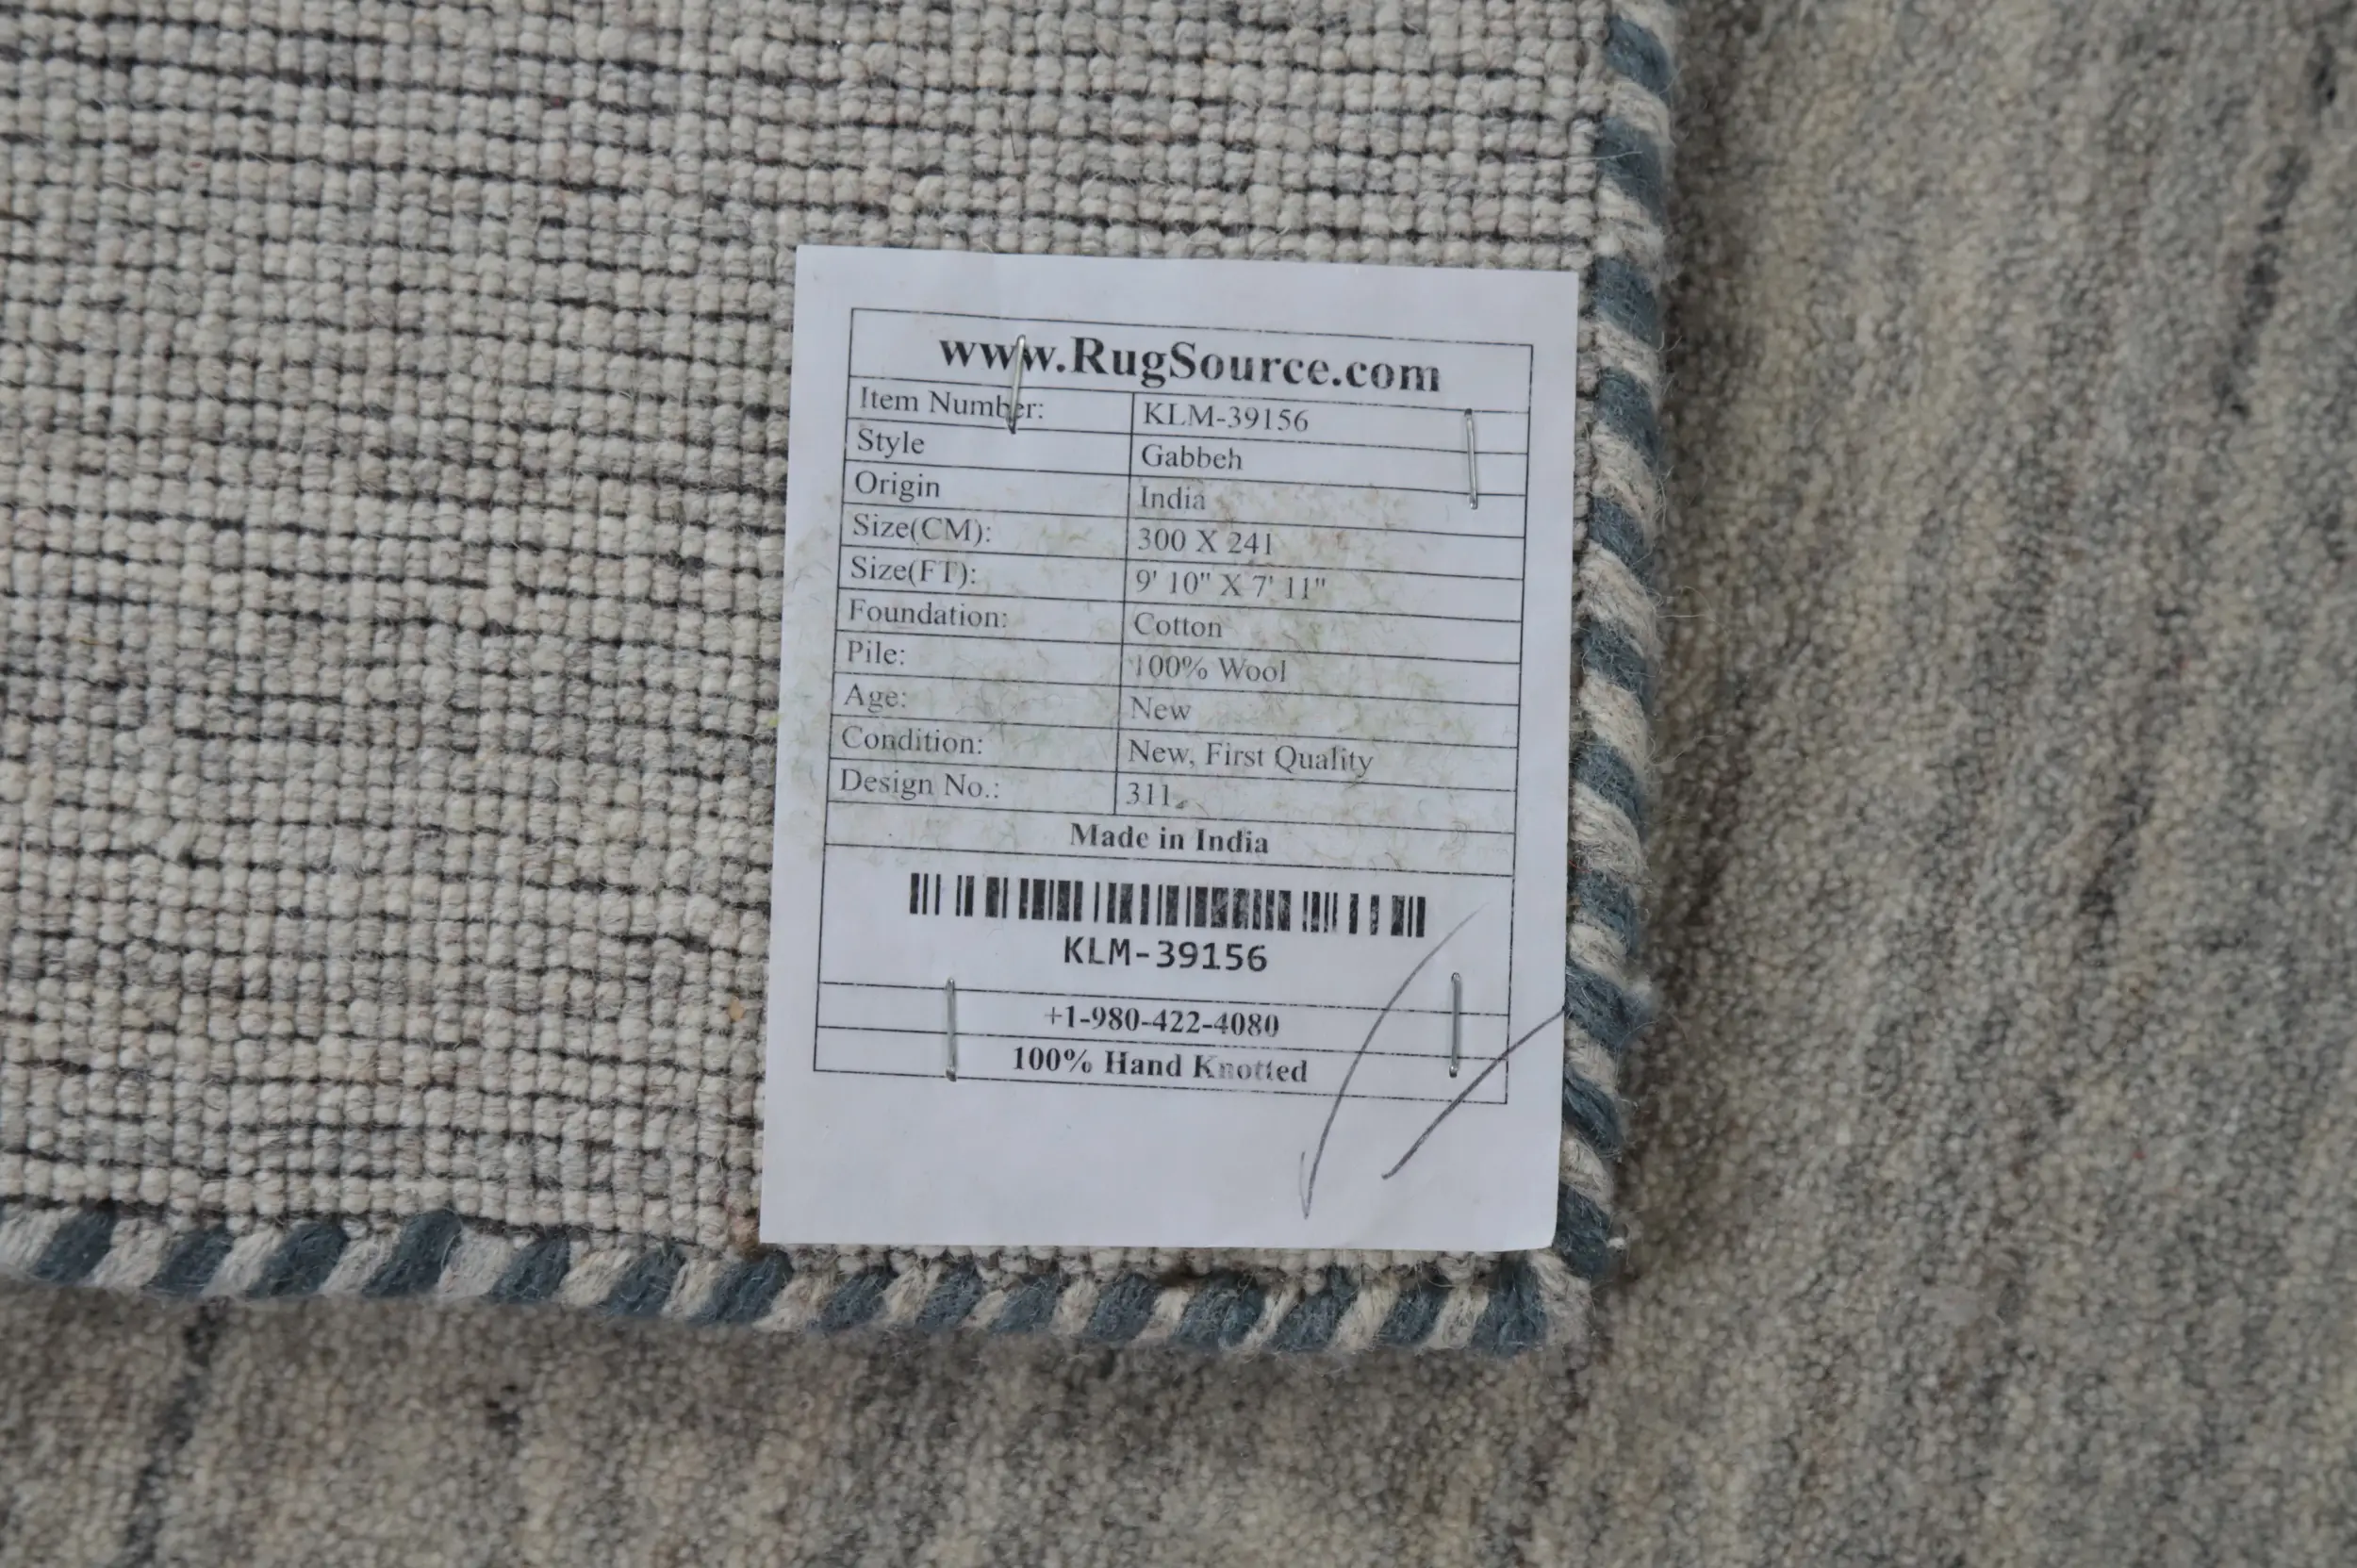 www.RugSource.com
Item Number: KLM-39156
Style Gabbeh
Origin India
Size(CM): 300 X 241
Size(FT): 9' 10" X 7' 11"
Foundation: Cotton
Pile: 100% Wool
Age: New
Condition: New, First Quality
Design No.: 311
Made in India
KLM-39156
+1-980-422-4080
100% Hand Knotted